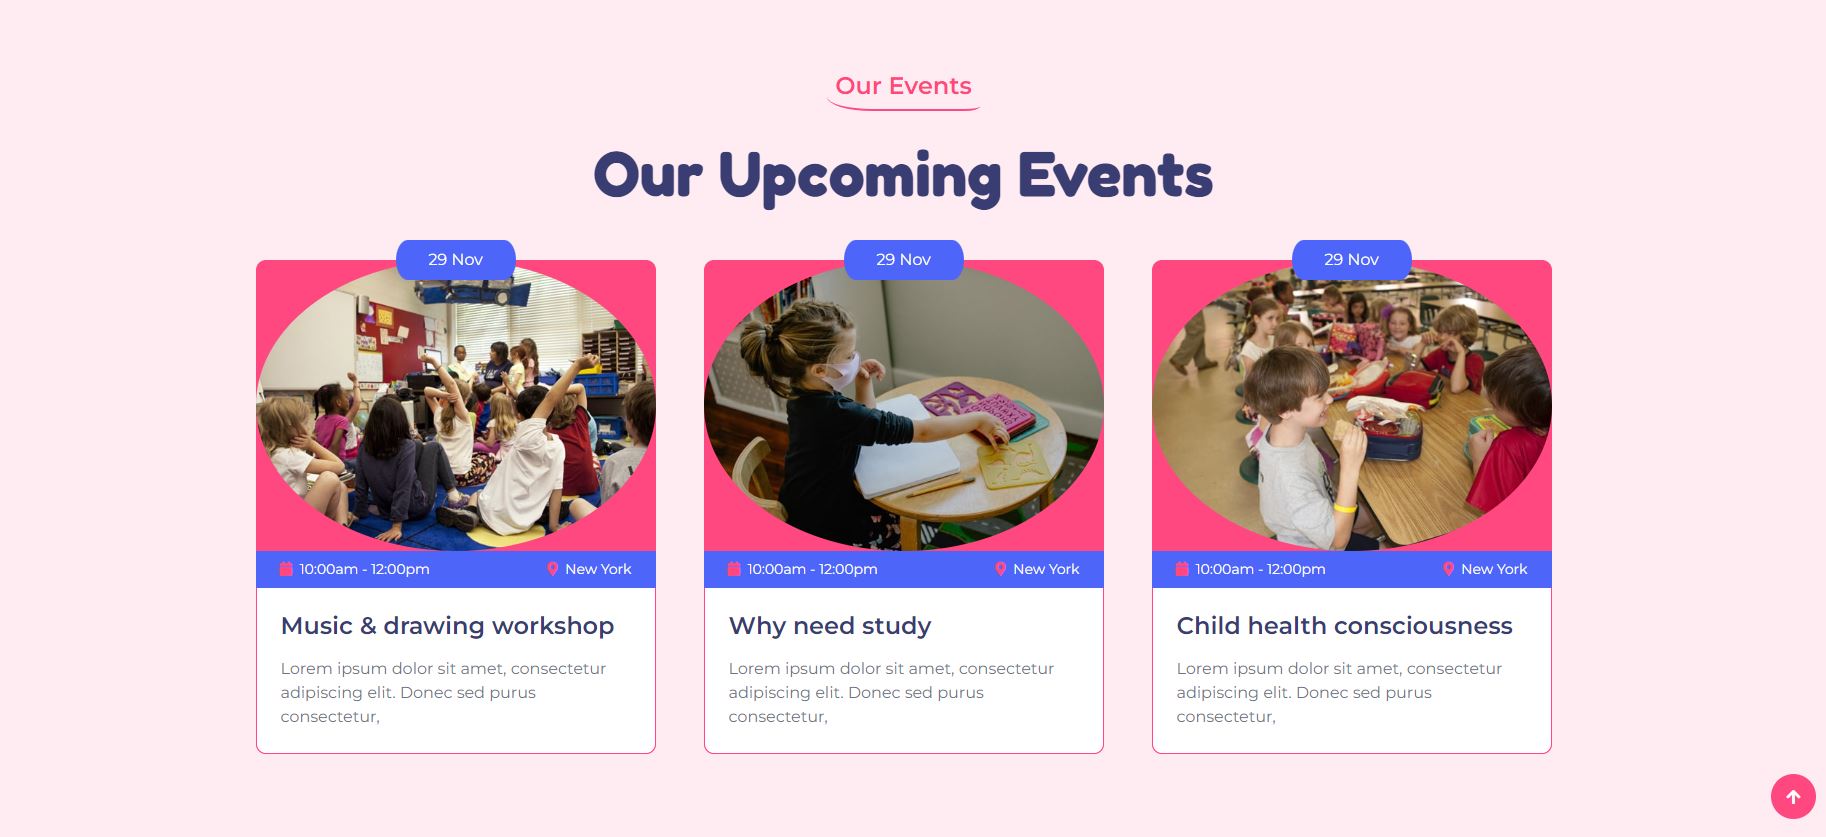 Our Events
Our Upcoming Events
29 Nov
10:00am - 12:00pm
New York
Music & drawing workshop
Lorem ipsum dolor sit amet, consectetur
adipiscing elit. Donec sed purus
consectetur,
29 Nov
10:00am - 12:00pm
New York
Why need study
Lorem ipsum dolor sit amet, consectetur
adipiscing elit. Donec sed purus
consectetur,
29 Nov
10:00am - 12:00pm
New York
Child health consciousness
Lorem ipsum dolor sit amet, consectetur
adipiscing elit. Donec sed purus
consectetur,